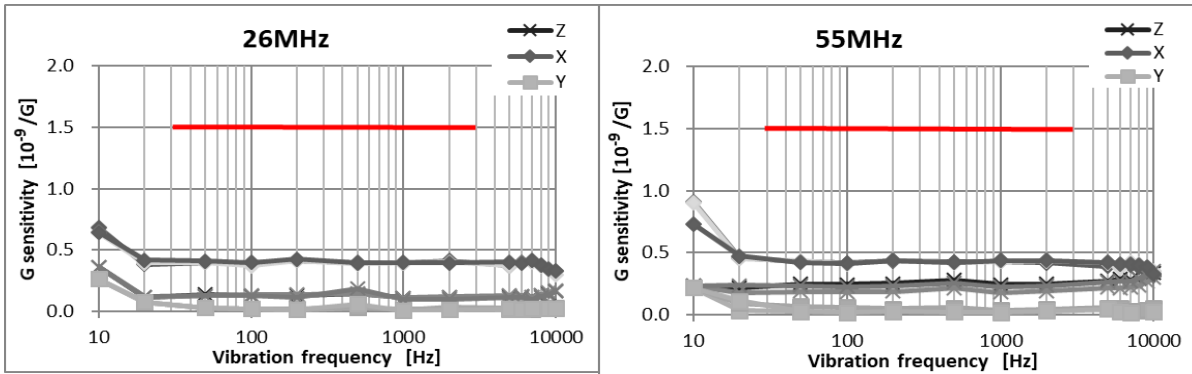 26MHz
Z
X
Y
G sensitivity [10⁻⁹ /G]
2.0
1.5
1.0
0.5
0.0
10
100
1000
10000
Vibration frequency [Hz]
55MHz
Z
X
Y
G sensitivity [10⁻⁹ /G]
2.0
1.5
1.0
0.5
0.0
10
100
1000
10000
Vibration frequency [Hz]